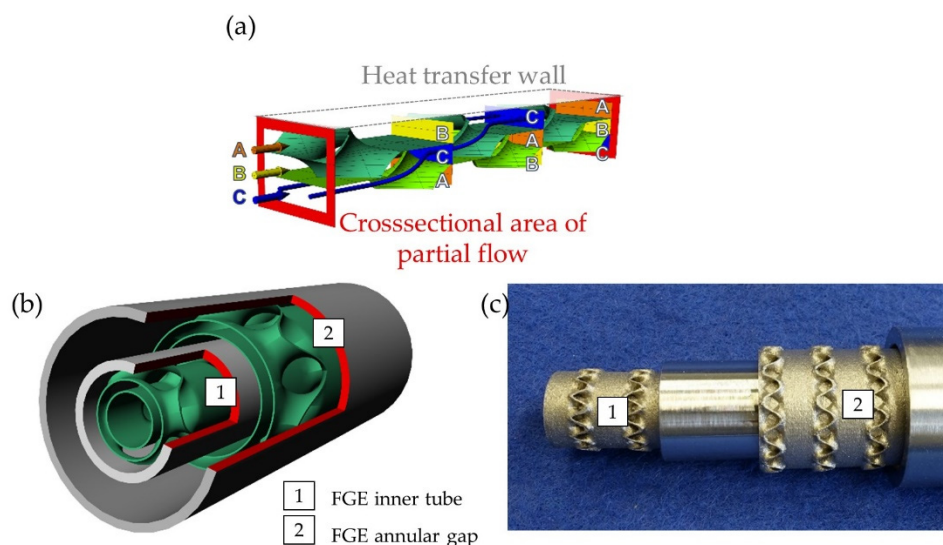 (a)
Heat transfer wall
A
B
C
B
C
A
C
A
B
A
B
C
Crosssectional area of
partial flow
(b)
1
2
1 FGE inner tube
2 FGE annular gap
(c)
1
2